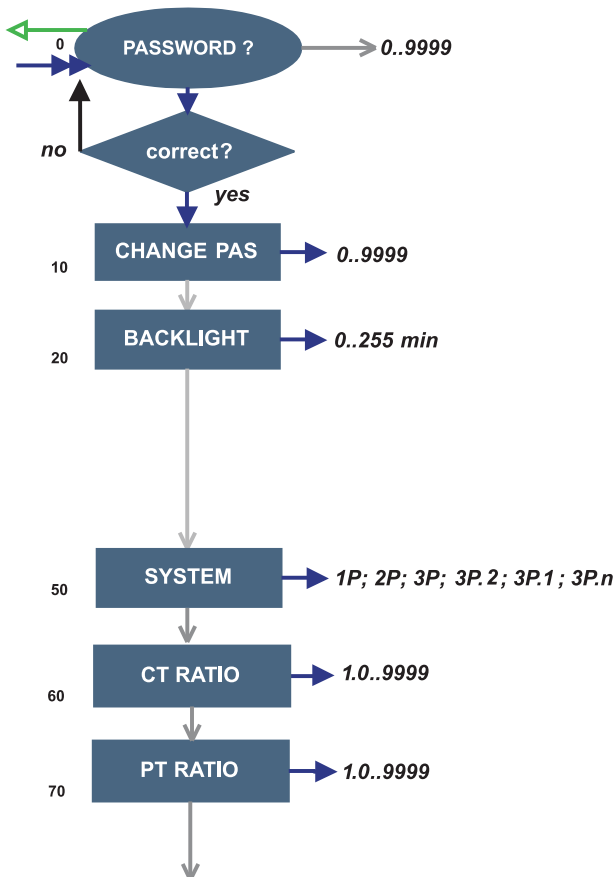 0
PASSWORD ?
0..9999
no
correct?
yes
CHANGE PAS
0..9999
10
BACKLIGHT
0..255 min
20
SYSTEM
1P; 2P; 3P; 3P.2 ; 3P.1 ; 3P.n
50
CT RATIO
1.0..9999
60
PT RATIO
1.0..9999
70